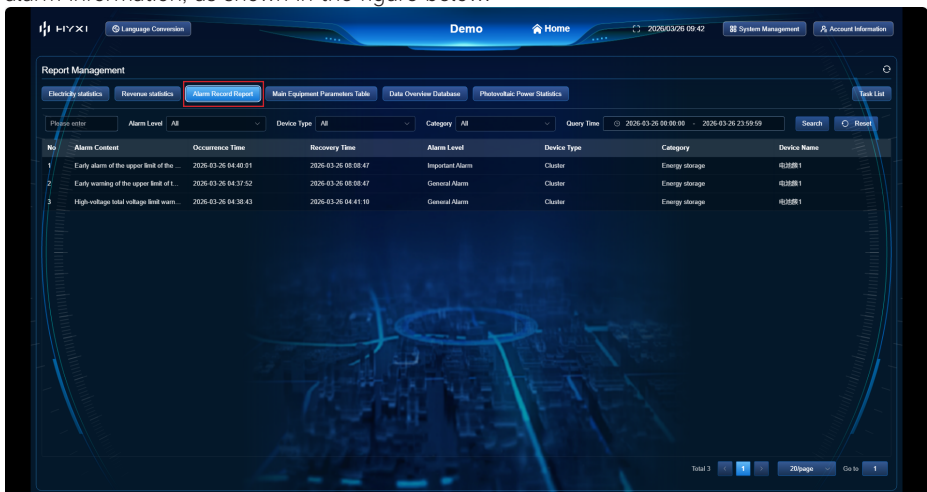 alarm information, as shown in the figure below.
HYXI Language Conversion Demo Home 2026/03/26 09:42 System Management Account Information
Report Management
Electricity statistics Revenue statistics Alarm Record Report Main Equipment Parameters Table Data Overview Database Photovoltaic Power Statistics Task List
Please enter Alarm Level All Device Type All Category All Query Time 2026-03-26 00:00:00 - 2026-03-26 23:59:59 Search Reset
No Alarm Content Occurrence Time Recovery Time Alarm Level Device Type Category Device Name
1 Early alarm of the upper limit of the ... 2026-03-26 04:40:01 2026-03-26 08:08:47 Important Alarm Cluster Energy storage 电池簇1
2 Early warning of the upper limit of t... 2026-03-26 04:37:52 2026-03-26 08:08:47 General Alarm Cluster Energy storage 电池簇1
3 High-voltage total voltage limit warn... 2026-03-26 04:38:43 2026-03-26 04:41:10 General Alarm Cluster Energy storage 电池簇1
Total 3 1 20/page Go to 1